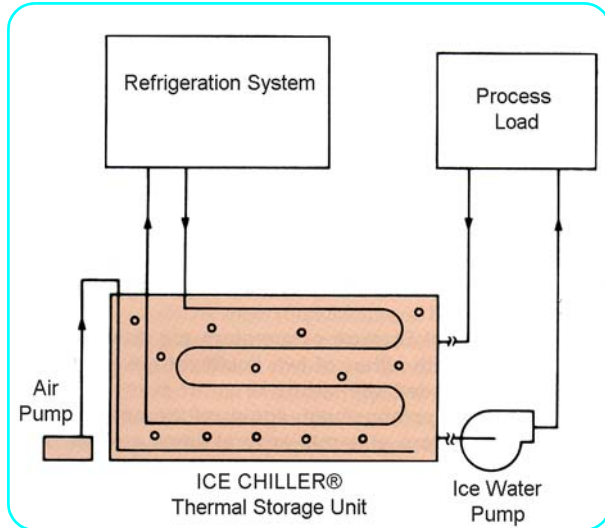 Refrigeration System
Process
Load
Air
Pump
ICE CHILLER®
Thermal Storage Unit
Ice Water
Pump